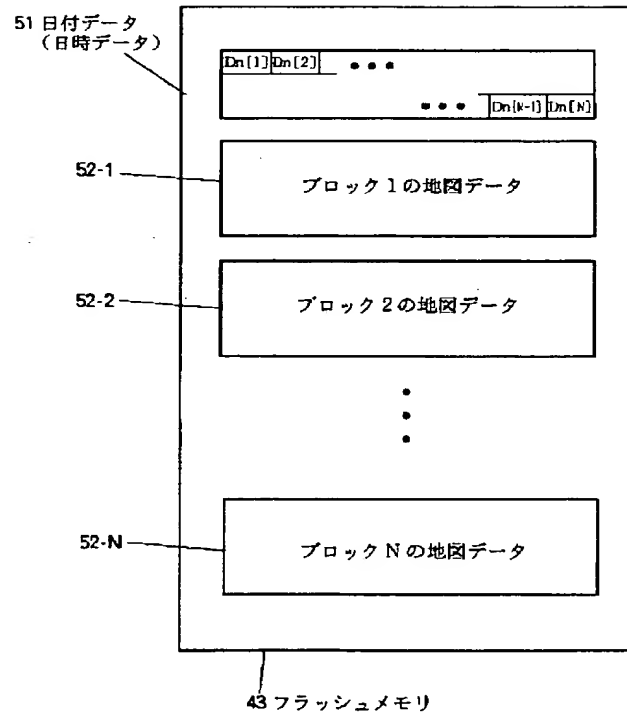 51 日付データ
（日時データ）
Dn[1] Dn[2] •••
••• Dn[N-1] Dn[N]
52-1
ブロック1の地図データ
52-2
ブロック2の地図データ
52-N
ブロックNの地図データ
43 フラッシュメモリ